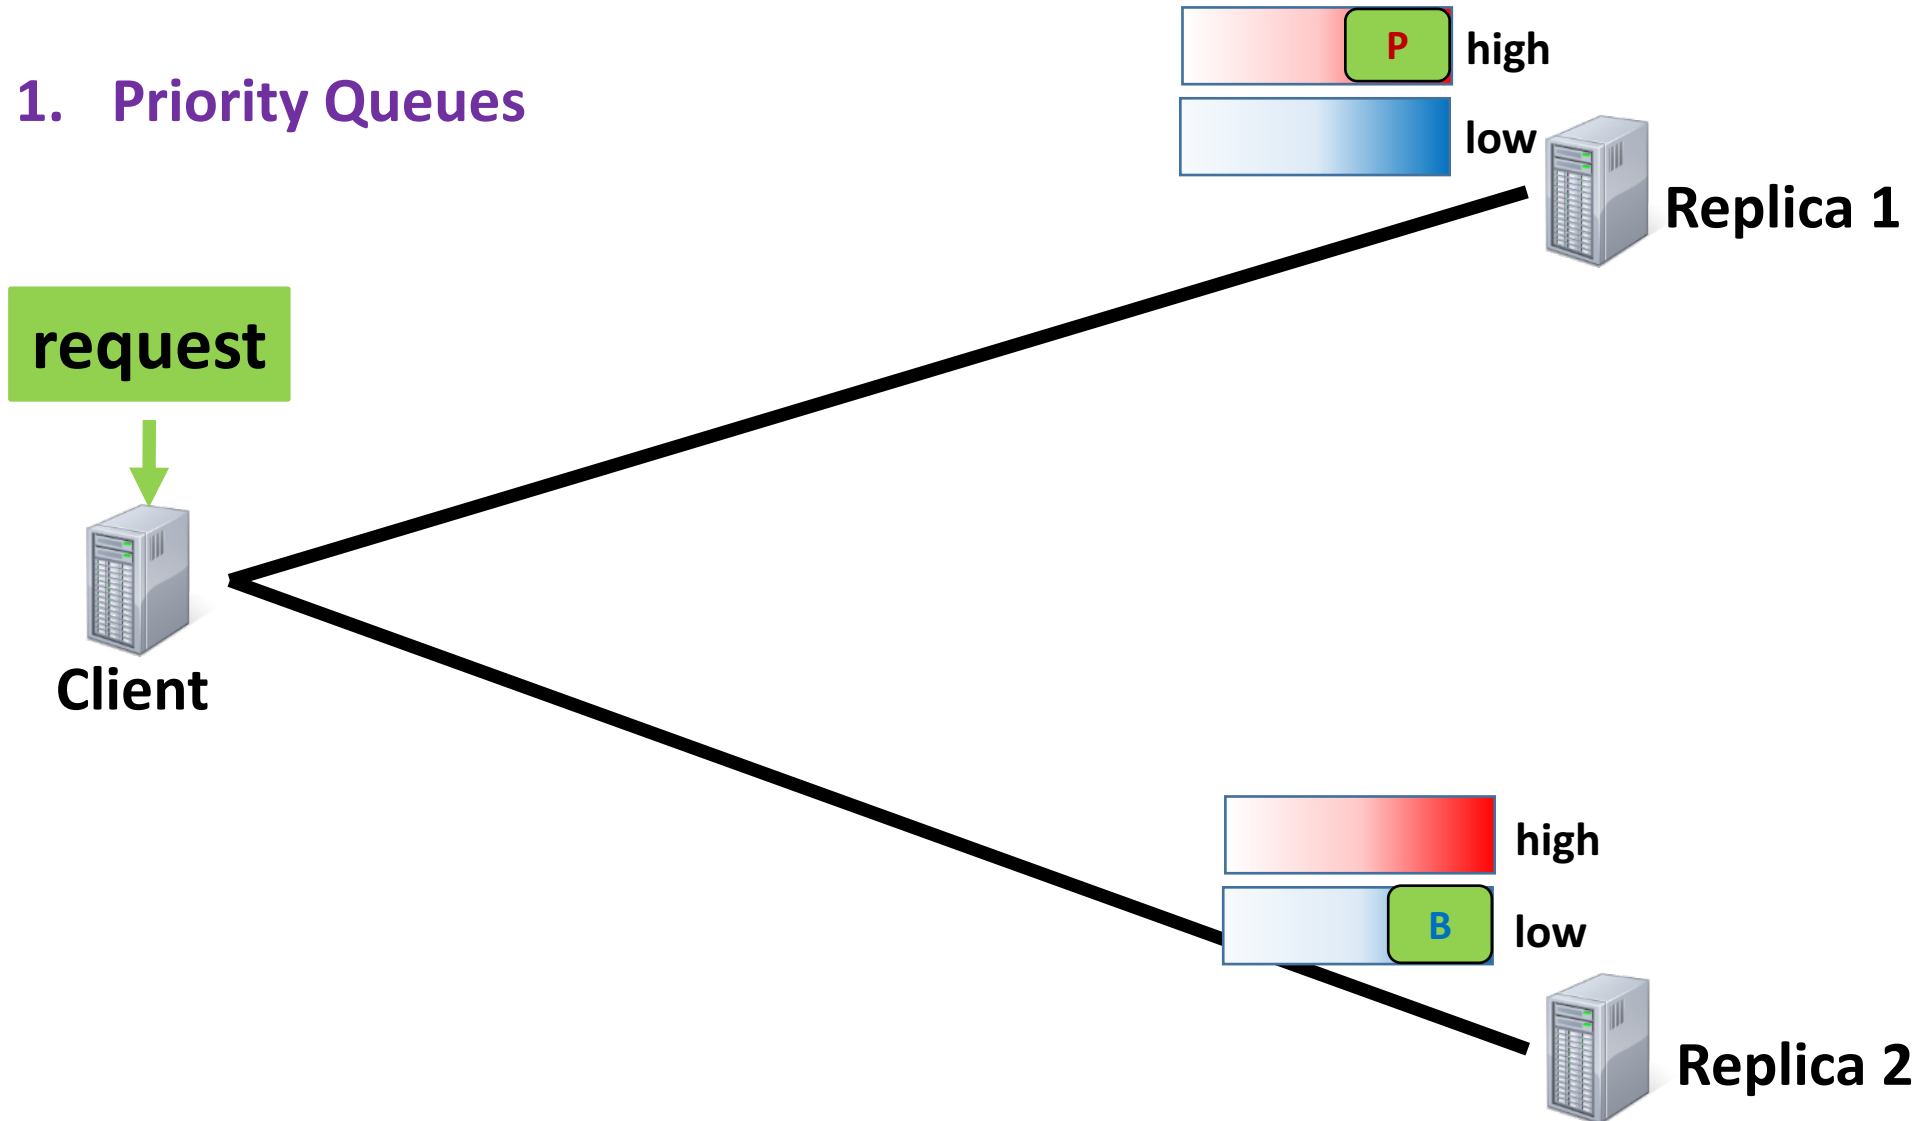 1. Priority Queues
P
high
low
Replica 1
request
Client
high
B
low
Replica 2